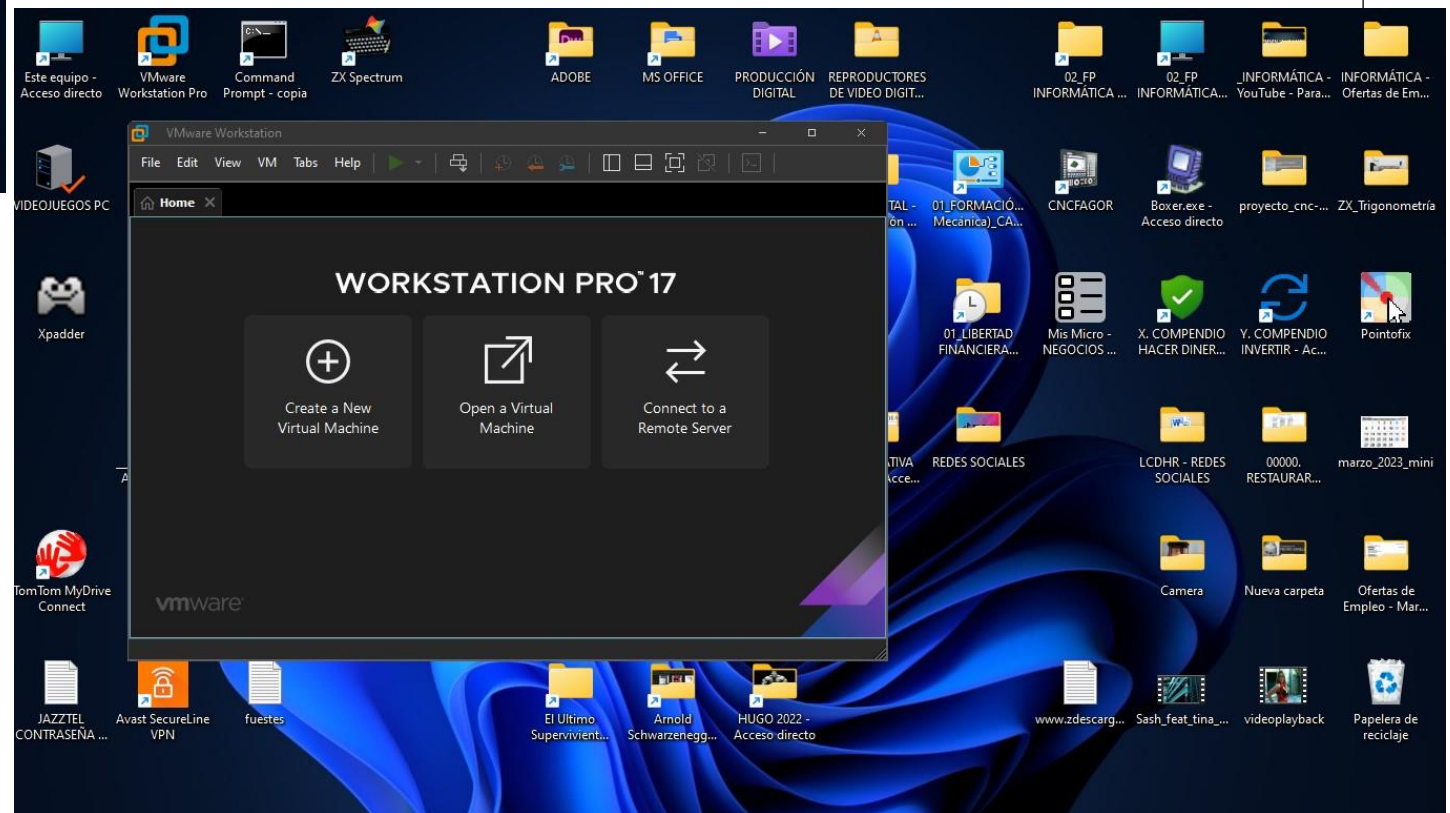 Este equipo -
Acceso directo
VMware
Workstation Pro
Command
Prompt - copia
ZX Spectrum
ADOBE
MS OFFICE
PRODUCCIÓN
DIGITAL
REPRODUCTORES
DE VIDEO DIGIT...
02_FP
INFORMÁTICA ...
02_FP
INFORMÁTICA...
_INFORMÁTICA -
YouTube - Para...
INFORMÁTICA -
Ofertas de Em...
VMware Workstation
File Edit View VM Tabs Help
Home
WORKSTATION PRO™ 17
Create a New
Virtual Machine
Open a Virtual
Machine
Connect to a
Remote Server
vmware
VIDEOJUEGOS PC
TAL -
ón ...
01_FORMACIÓ...
Mecánica)_CA...
CNCFAGOR
Boxer.exe -
Acceso directo
proyecto_cnc-...
ZX_Trigonometría
Xpadder
01_LIBERTAD
FINANCIERA...
Mis Micro -
NEGOCIOS ...
X. COMPENDIO
HACER DINER...
Y. COMPENDIO
INVERTIR - Ac...
Pointofix
A
TIVA
Acce...
REDES SOCIALES
LCDHR - REDES
SOCIALES
00000.
RESTAURAR...
marzo_2023_mini
TomTom MyDrive
Connect
Camera
Nueva carpeta
Ofertas de
Empleo - Mar...
JAZZTEL
CONTRASEÑA ...
Avast SecureLine
VPN
fuestes
El Ultimo
Supervivient...
Arnold
Schwarzenegg...
HUGO 2022 -
Acceso directo
www.zdescarg...
Sash_feat_tina_...
videoplayback
Papelera de
reciclaje